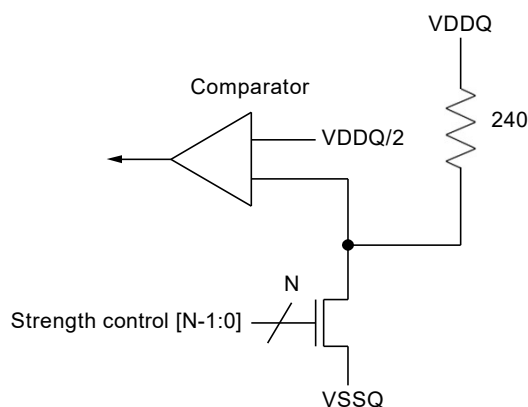 VDDQ
Comparator
240
VDDQ/2
N
Strength control [N-1:0]
VSSQ